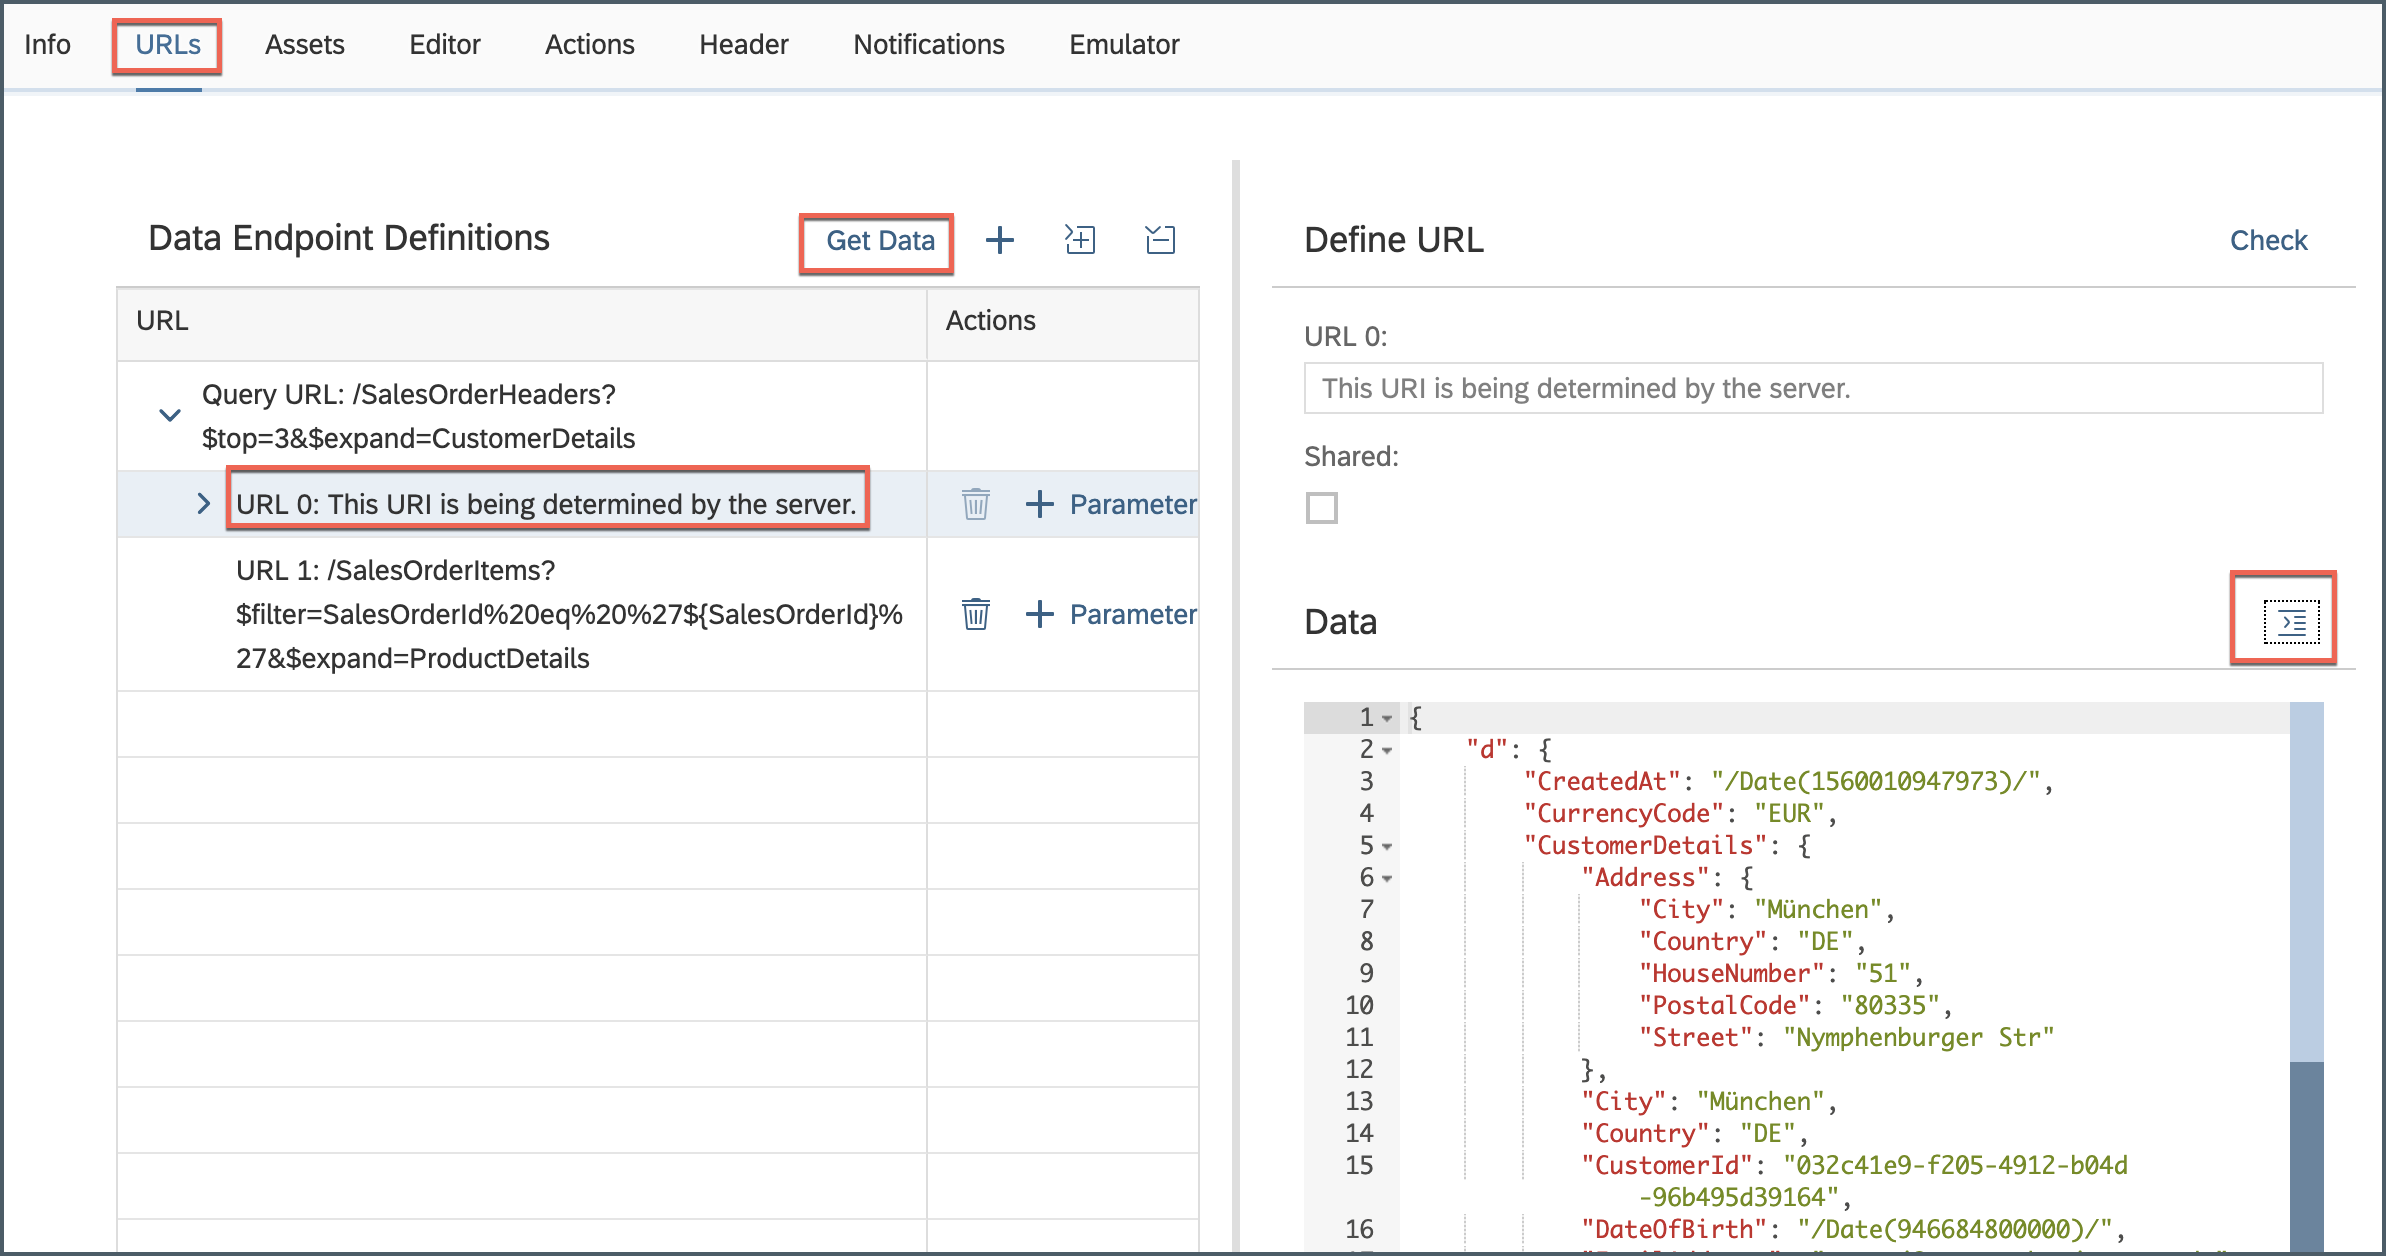 Info URLs Assets Editor Actions Header Notifications Emulator
Data Endpoint Definitions Get Data
URL Actions
Query URL: /SalesOrderHeaders?
$top=3&$expand=CustomerDetails
URL 0: This URI is being determined by the server. Parameter
URL 1: /SalesOrderItems?
$filter=SalesOrderId%20eq%20%27${SalesOrderId}% Parameter
27&$expand=ProductDetails
Define URL Check
URL 0:
This URI is being determined by the server.
Shared:
Data
1 {
2 "d": {
3 "CreatedAt": "/Date(1560010947973)/",
4 "CurrencyCode": "EUR",
5 "CustomerDetails": {
6 "Address": {
7 "City": "München",
8 "Country": "DE",
9 "HouseNumber": "51",
10 "PostalCode": "80335",
11 "Street": "Nymphenburger Str"
12 },
13 "City": "München",
14 "Country": "DE",
15 "CustomerId": "032c41e9-f205-4912-b04d
-96b495d39164",
16 "DateOfBirth": "/Date(946684800000)/",